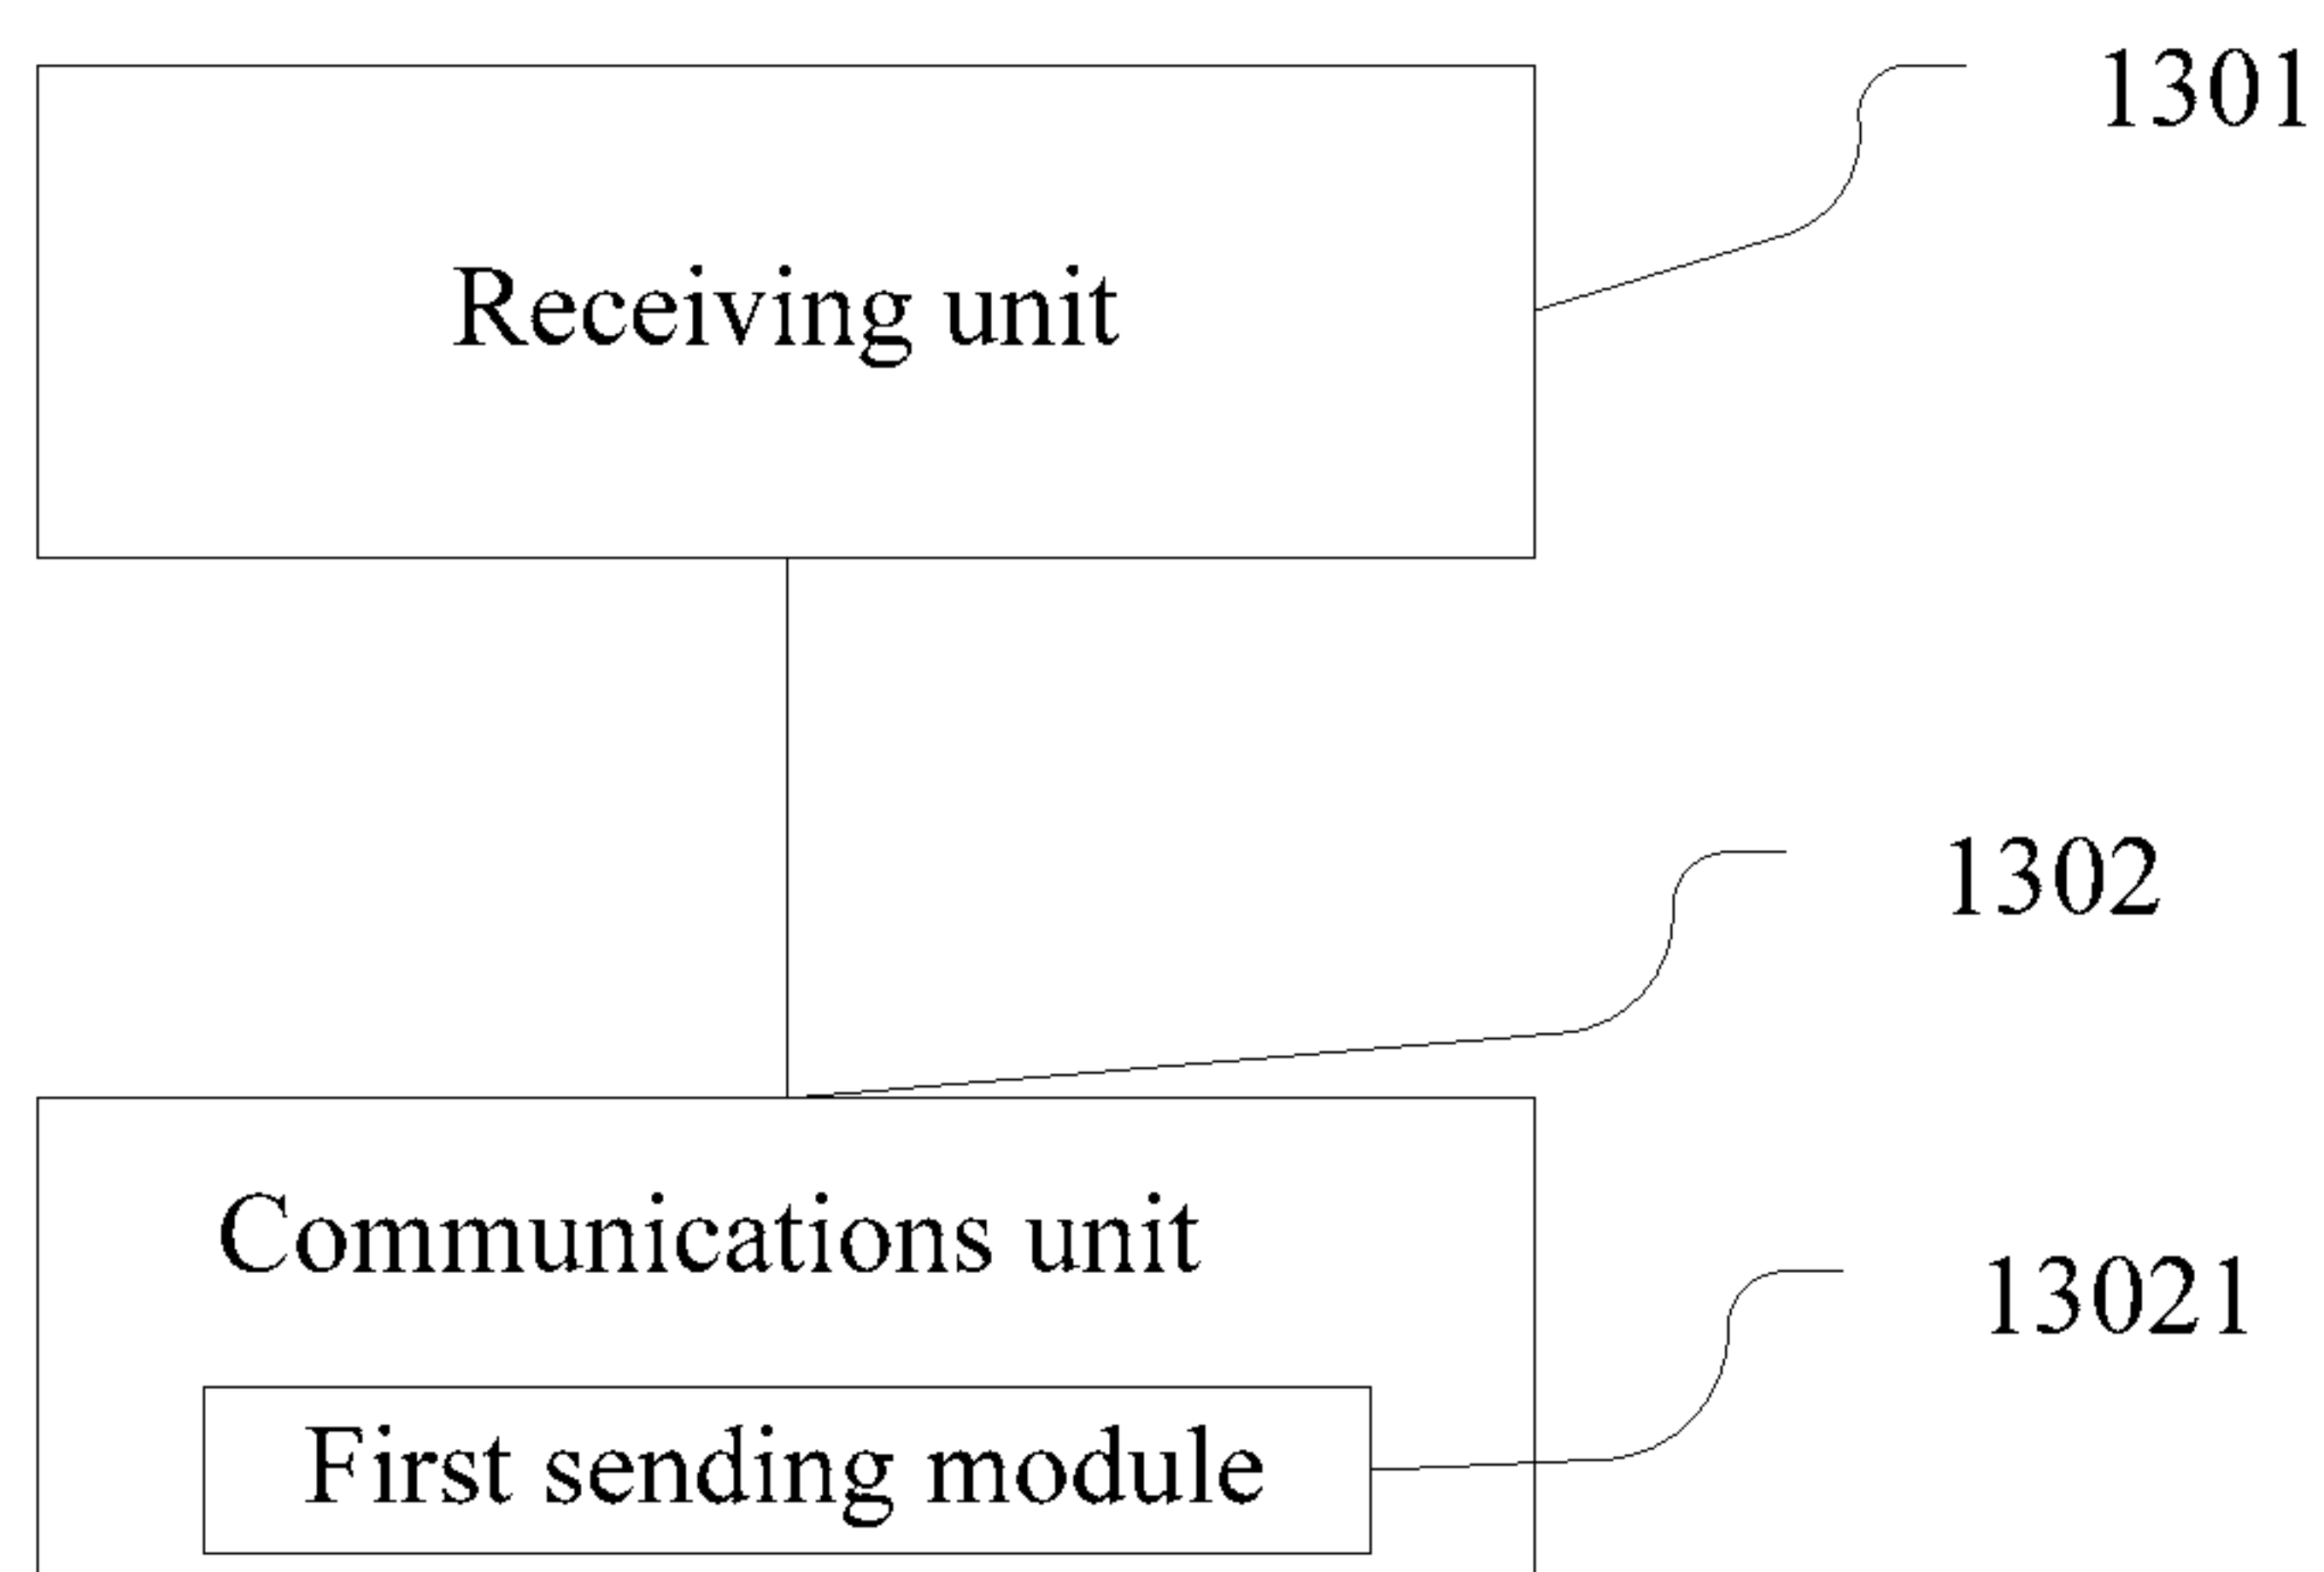 1301
Receiving unit
1302
Communications unit
13021
First sending module